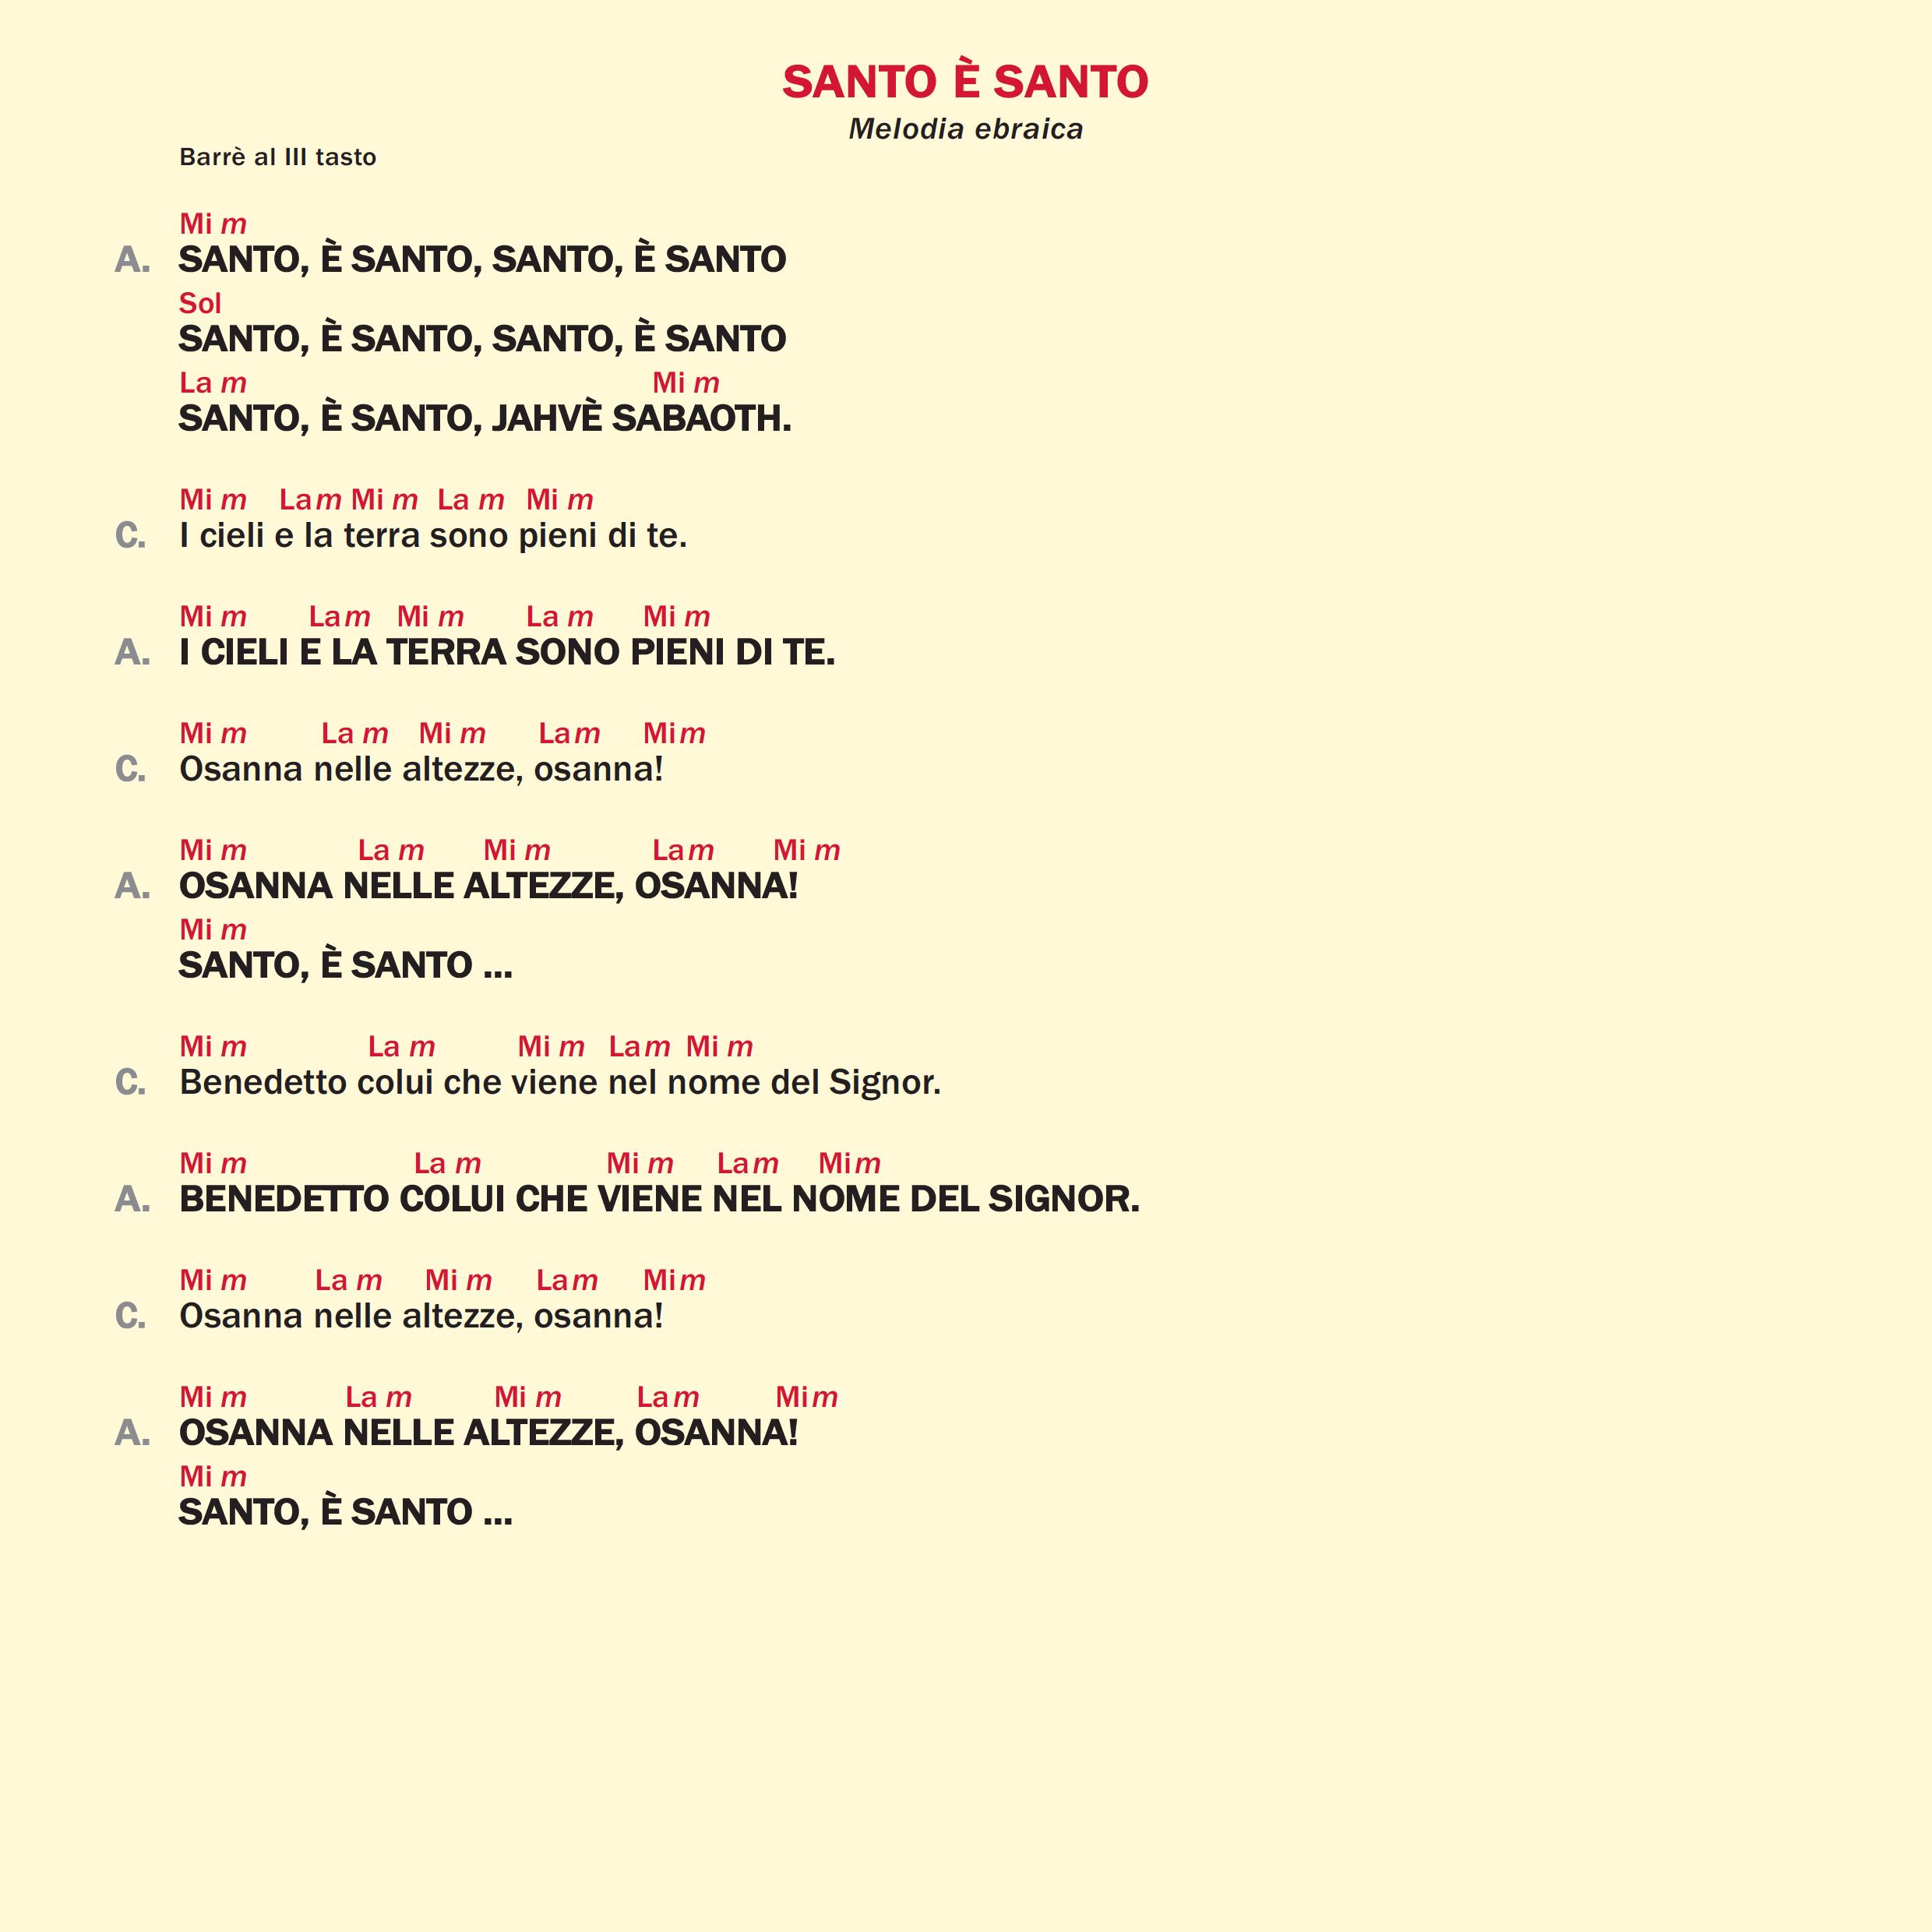 SANTO È SANTO
Melodia ebraica
Barrè al III tasto
Mi m
A. SANTO, È SANTO, SANTO, È SANTO
Sol
SANTO, È SANTO, SANTO, È SANTO
La m Mi m
SANTO, È SANTO, JAHVÈ SABAOTH.
Mi m La m Mi m La m Mi m
C. I cieli e la terra sono pieni di te.
Mi m La m Mi m La m Mi m
A. I CIELI E LA TERRA SONO PIENI DI TE.
Mi m La m Mi m La m Mi m
C. Osanna nelle altezze, osanna!
Mi m La m Mi m La m Mi m
A. OSANNA NELLE ALTEZZE, OSANNA!
Mi m
SANTO, È SANTO ...
Mi m La m Mi m La m Mi m
C. Benedetto colui che viene nel nome del Signor.
Mi m La m Mi m La m Mi m
A. BENEDETTO COLUI CHE VIENE NEL NOME DEL SIGNOR.
Mi m La m Mi m La m Mi m
C. Osanna nelle altezze, osanna!
Mi m La m Mi m La m Mi m
A. OSANNA NELLE ALTEZZE, OSANNA!
Mi m
SANTO, È SANTO ...